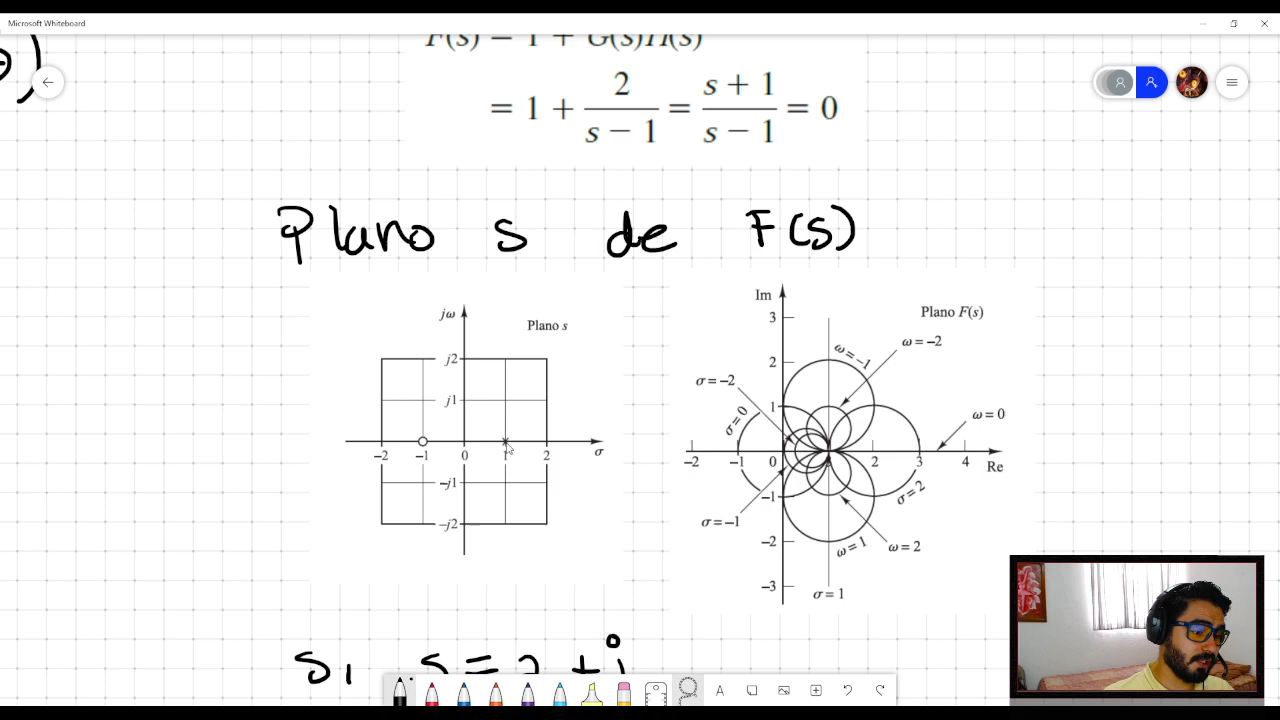 Microsoft Whiteboard
F(s) = 1 + G(s)H(s)
= 1 + 2/(s − 1) = (s + 1)/(s − 1) = 0
Plano s de F(s)
jω
Plano s
j2
j1
−2 −1 0 1 2 σ
−j1
−j2
Im
Plano F(s)
3
ω = −2
2
ω = −1
σ = −2
1
σ = 0
ω = 0
−2 −1 0 2 3 4 Re
σ = 2
−1
σ = −1
−2
ω = 1
ω = 2
−3
σ = 1
si s = 2 + j
A